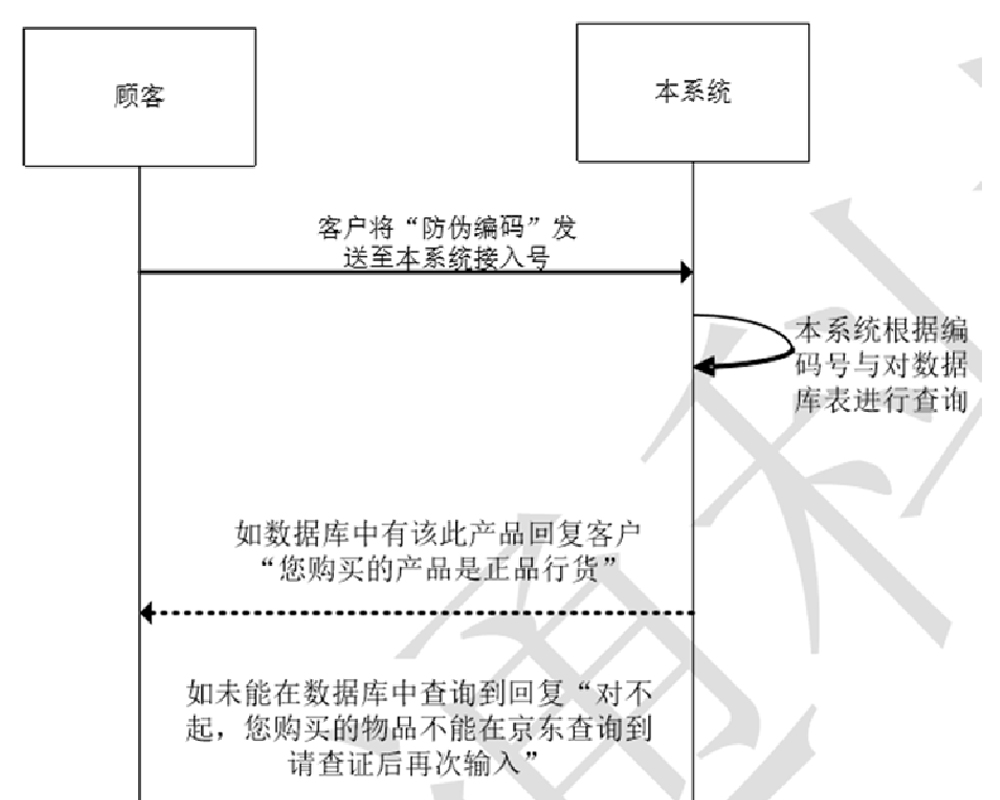 顾客
本系统
客户将“防伪编码”发
送至本系统接入号
本系统根据编
码号与对数据
库表进行查询
如数据库中有该此产品回复客户
“您购买的产品是正品行货”
如未能在数据库中查询到回复“对不
起，您购买的物品不能在京东查询到
请查证后再次输入”